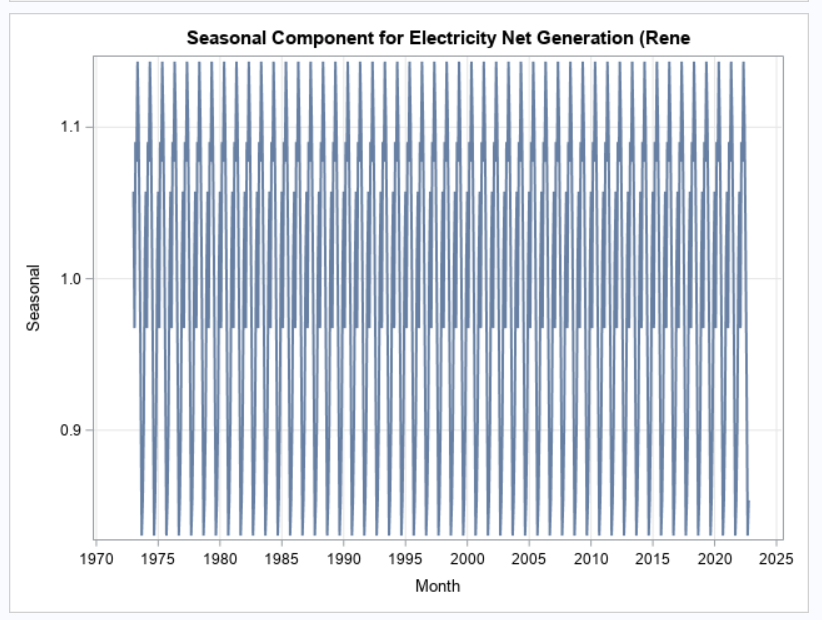 Seasonal Component for Electricity Net Generation (Rene
1.1
1.0
0.9
Seasonal
1970 1975 1980 1985 1990 1995 2000 2005 2010 2015 2020 2025
Month